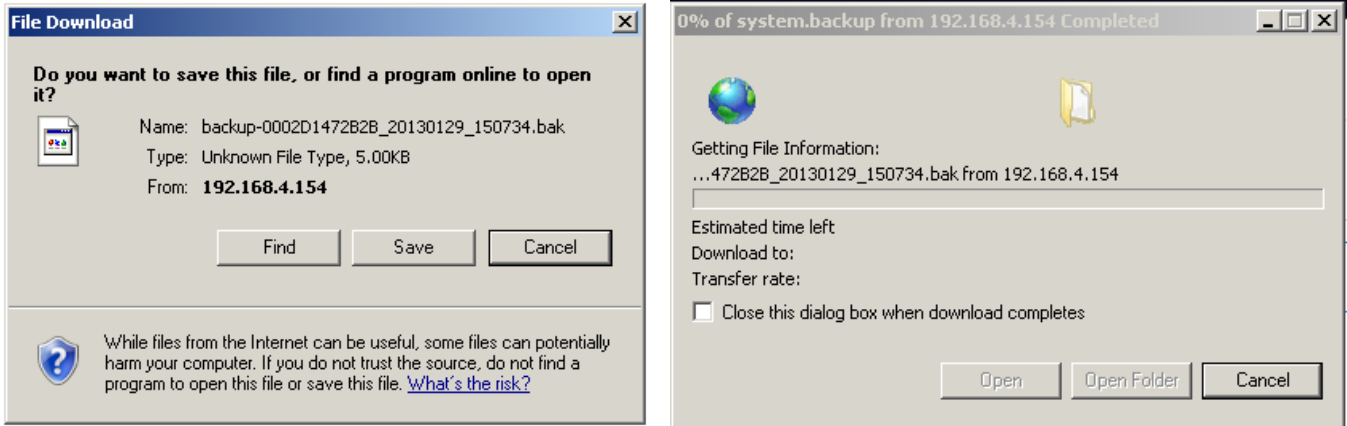 File Download
Do you want to save this file, or find a program online to open
it?
Name: backup-0002D1472B2B_20130129_150734.bak
Type: Unknown File Type, 5.00KB
From: 192.168.4.154
Find Save Cancel
While files from the Internet can be useful, some files can potentially
harm your computer. If you do not trust the source, do not find a
program to open this file or save this file. What's the risk?
0% of system.backup from 192.168.4.154 Completed
Getting File Information:
...472B2B_20130129_150734.bak from 192.168.4.154
Estimated time left
Download to:
Transfer rate:
Close this dialog box when download completes
Open Open Folder Cancel